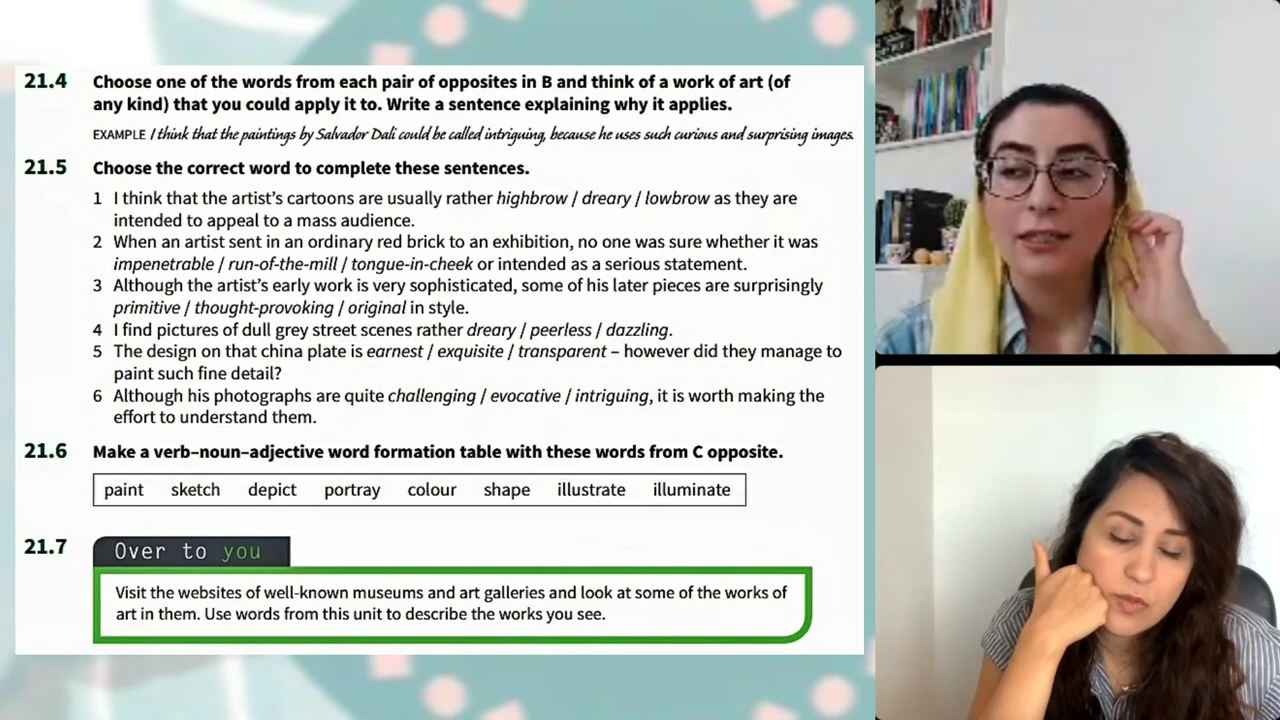 21.4 Choose one of the words from each pair of opposites in B and think of a work of art (of
any kind) that you could apply it to. Write a sentence explaining why it applies.
EXAMPLE I think that the paintings by Salvador Dali could be called intriguing, because he uses such curious and surprising images.
21.5 Choose the correct word to complete these sentences.
1 I think that the artist's cartoons are usually rather highbrow / dreary / lowbrow as they are
intended to appeal to a mass audience.
2 When an artist sent in an ordinary red brick to an exhibition, no one was sure whether it was
impenetrable / run-of-the-mill / tongue-in-cheek or intended as a serious statement.
3 Although the artist's early work is very sophisticated, some of his later pieces are surprisingly
primitive / thought-provoking / original in style.
4 I find pictures of dull grey street scenes rather dreary / peerless / dazzling.
5 The design on that china plate is earnest / exquisite / transparent – however did they manage to
paint such fine detail?
6 Although his photographs are quite challenging / evocative / intriguing, it is worth making the
effort to understand them.
21.6 Make a verb–noun–adjective word formation table with these words from C opposite.
paint sketch depict portray colour shape illustrate illuminate
21.7 Over to you
Visit the websites of well-known museums and art galleries and look at some of the works of
art in them. Use words from this unit to describe the works you see.